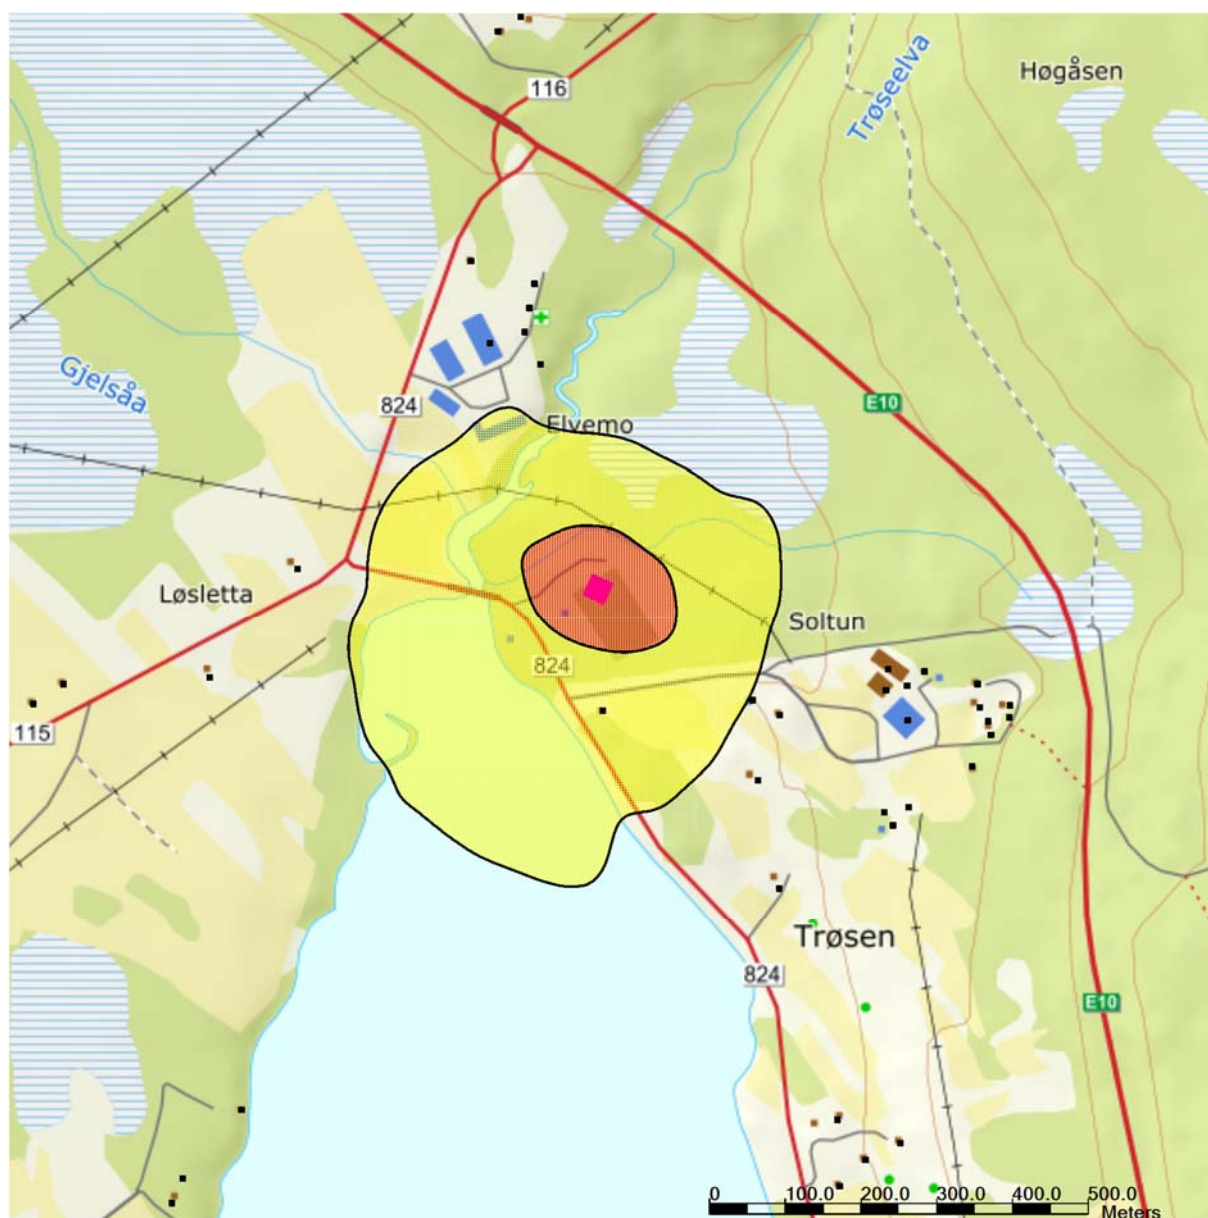 Trøseelva
Høgåsen
116
Gjelsåa
824
E10
Elvemo
Løsletta
Soltun
824
115
Trøsen
824
E10
0 100.0 200.0 300.0 400.0 500.0
Meters